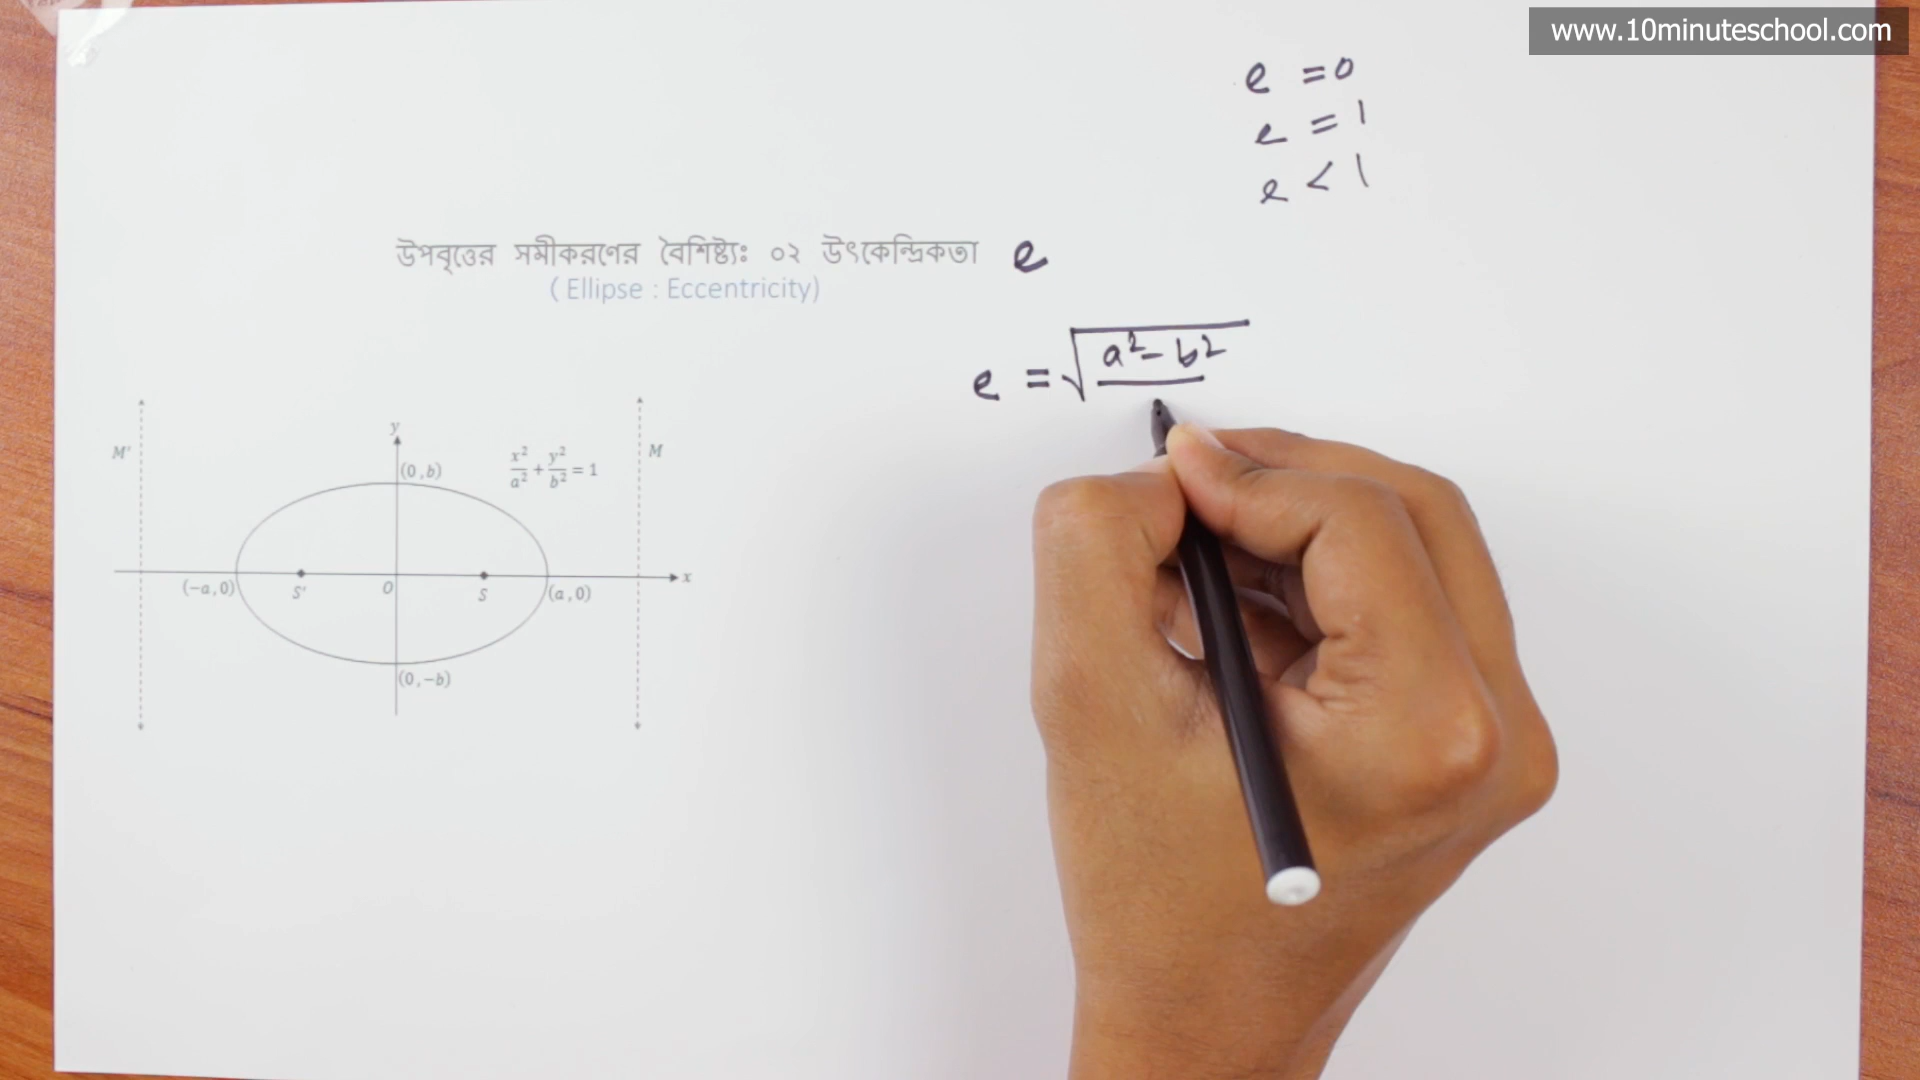 www.10minuteschool.com
e = 0
e = 1
e < 1
উপবৃত্তের সমীকরণের বৈশিষ্ট্যঃ ০২ উৎকেন্দ্রিকতা e
( Ellipse : Eccentricity)
e = √(a² - b²
M' y x²/a² + y²/b² = 1 M
(0,b)
(-a,0) S' O S (a,0) x
(0,-b)